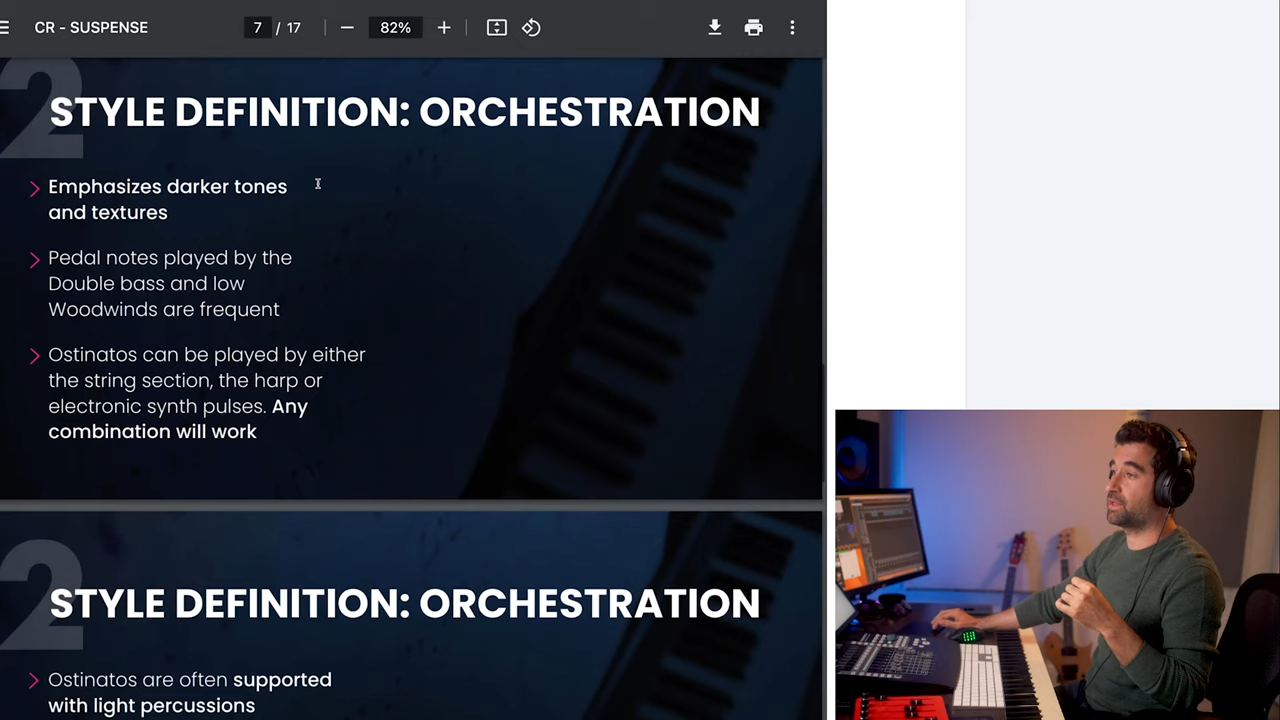 CR - SUSPENSE
7 / 17
82%
2
STYLE DEFINITION: ORCHESTRATION
Emphasizes darker tones
and textures
Pedal notes played by the
Double bass and low
Woodwinds are frequent
Ostinatos can be played by either
the string section, the harp or
electronic synth pulses. Any
combination will work
2
STYLE DEFINITION: ORCHESTRATION
Ostinatos are often supported
with light percussions